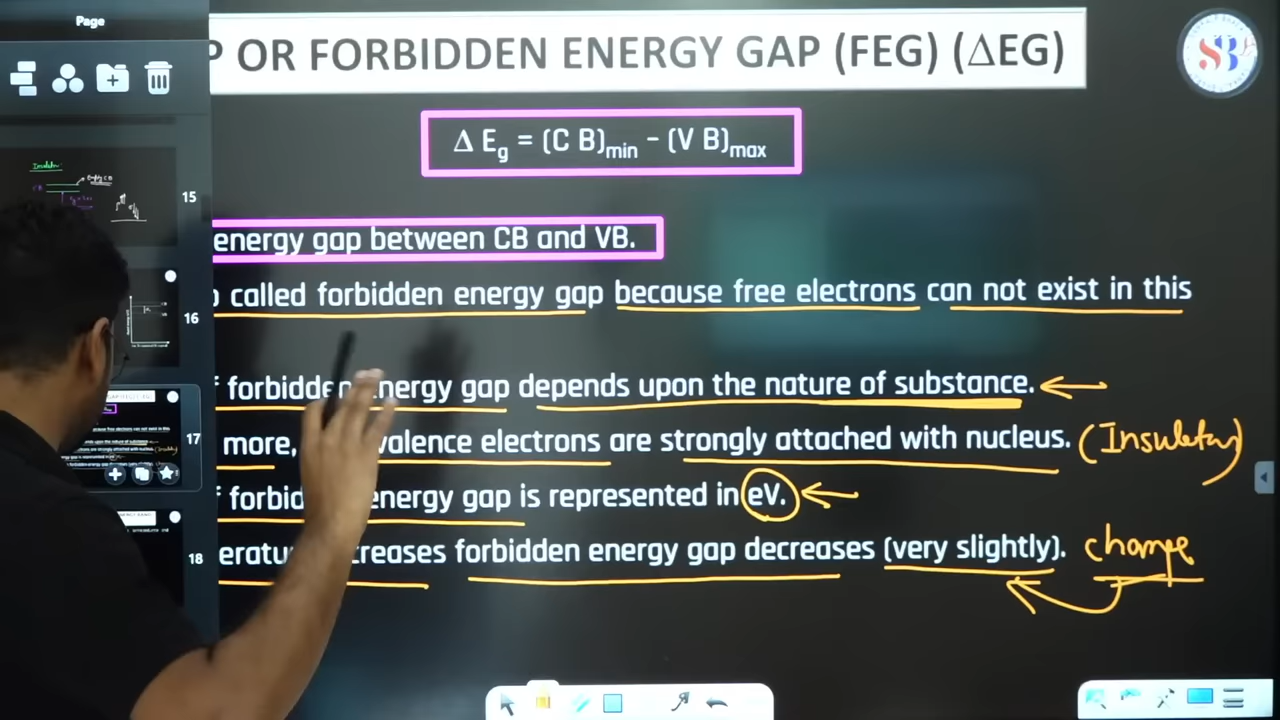 Page
P OR FORBIDDEN ENERGY GAP (FEG) (ΔEG)
SB
Δ Eg = (C B)min - (V B)max
15
energy gap between CB and VB.
called forbidden energy gap because free electrons can not exist in this
16
forbidden energy gap depends upon the nature of substance.
17
more, valence electrons are strongly attached with nucleus. (Insulator)
forbid energy gap is represented in eV.
creases forbidden energy gap decreases (very slightly). change
18